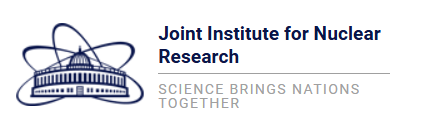 Joint Institute for Nuclear
Research
SCIENCE BRINGS NATIONS
TOGETHER